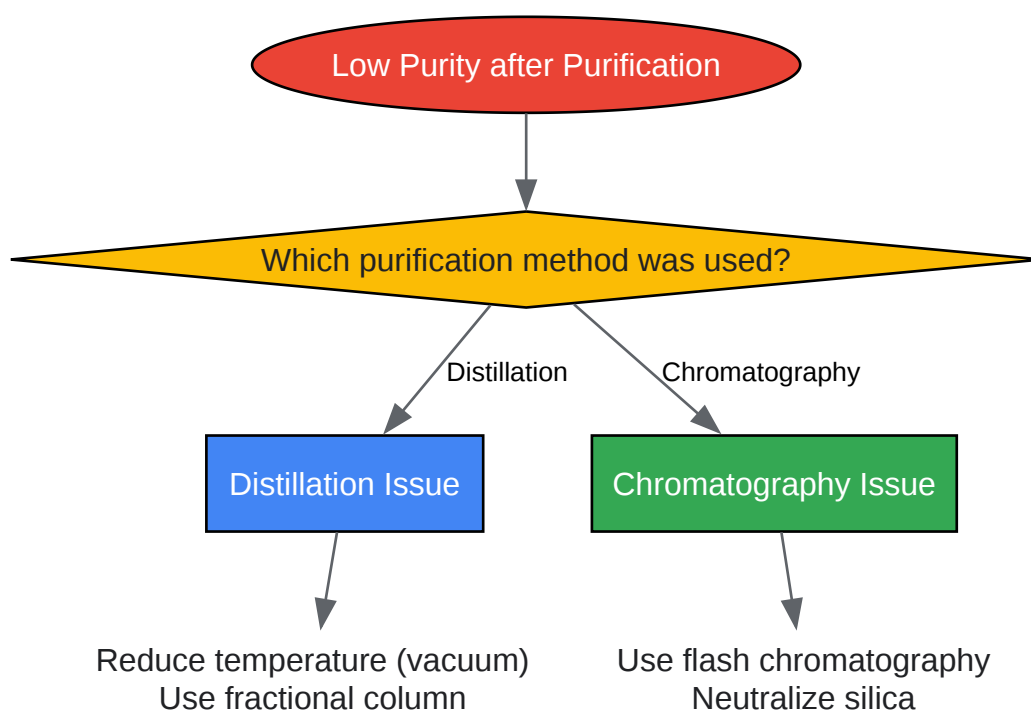 Low Purity after Purification
Which purification method was used?
Distillation
Chromatography
Distillation Issue
Chromatography Issue
Reduce temperature (vacuum)
Use fractional column
Use flash chromatography
Neutralize silica